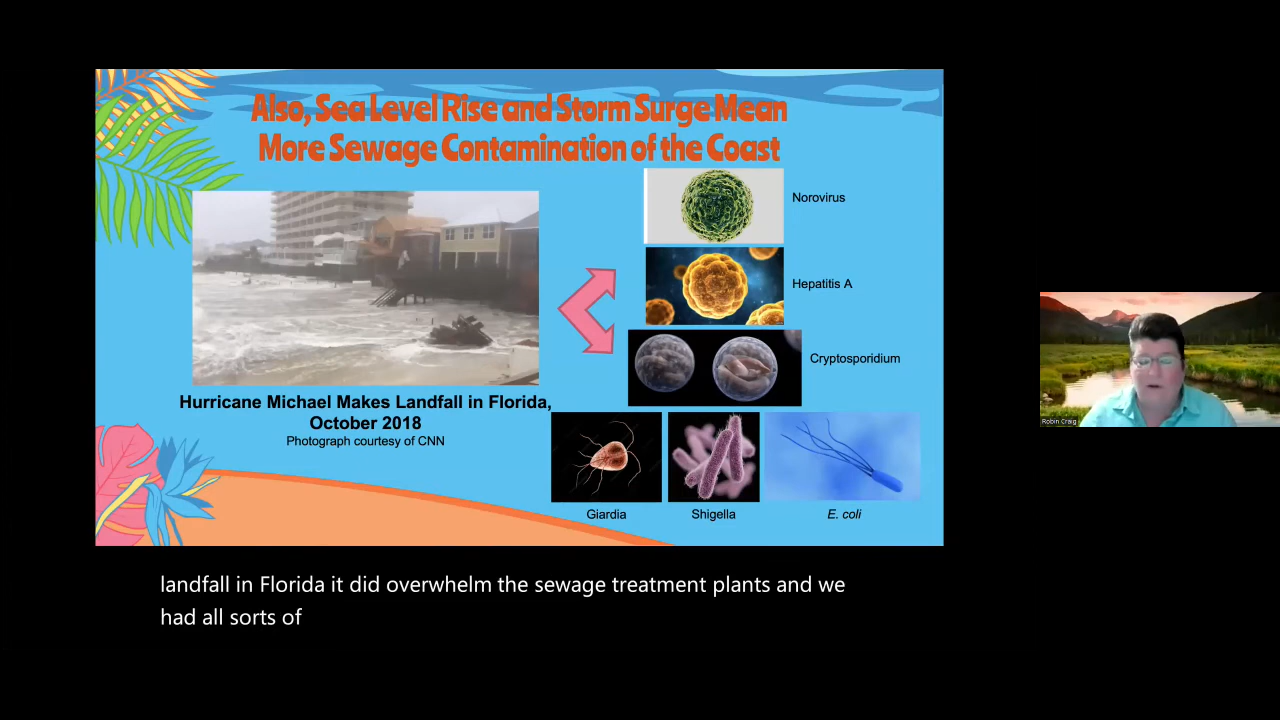 Also, Sea Level Rise and Storm Surge Mean
More Sewage Contamination of the Coast
Norovirus
Hepatitis A
Cryptosporidium
Hurricane Michael Makes Landfall in Florida,
October 2018
Photograph courtesy of CNN
Giardia
Shigella
E. coli
Robin Craig
landfall in Florida it did overwhelm the sewage treatment plants and we
had all sorts of